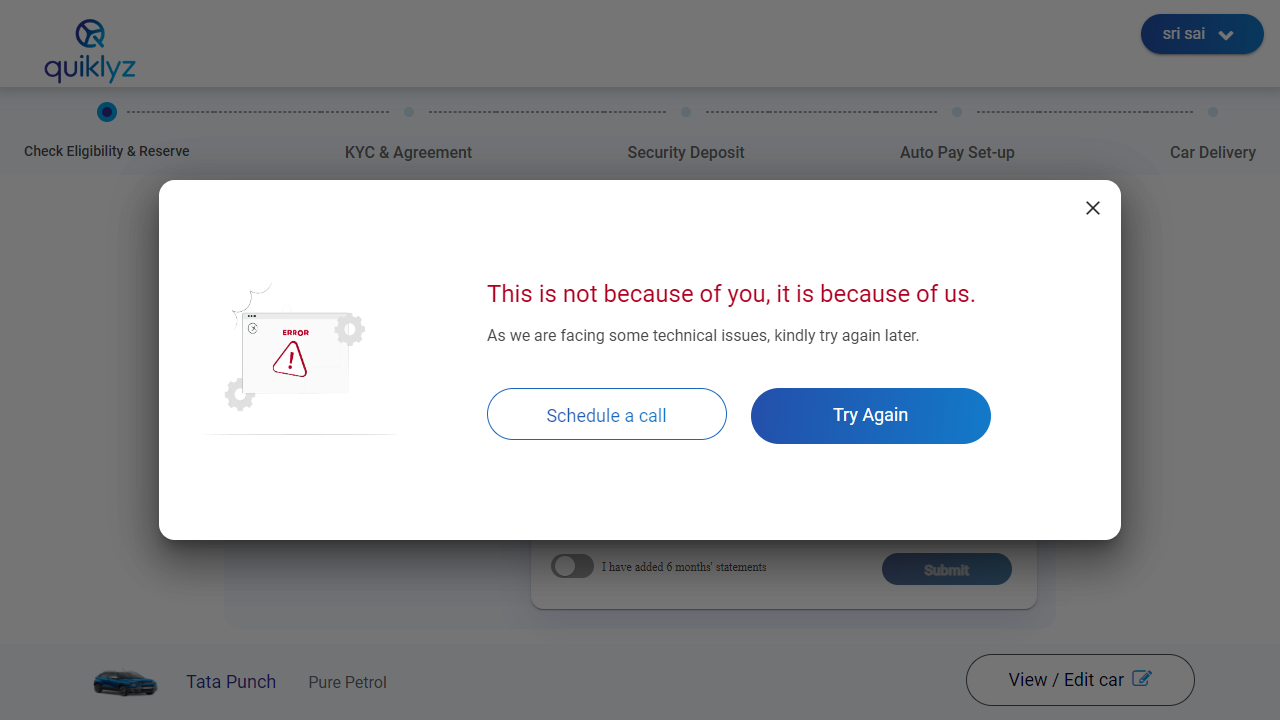 quiklyz
sri sai
Check Eligibility & Reserve
KYC & Agreement
Security Deposit
Auto Pay Set-up
Car Delivery
ERROR
This is not because of you, it is because of us.
As we are facing some technical issues, kindly try again later.
Schedule a call
Try Again
I have added 6 months' statements
Submit
Tata Punch
Pure Petrol
View / Edit car